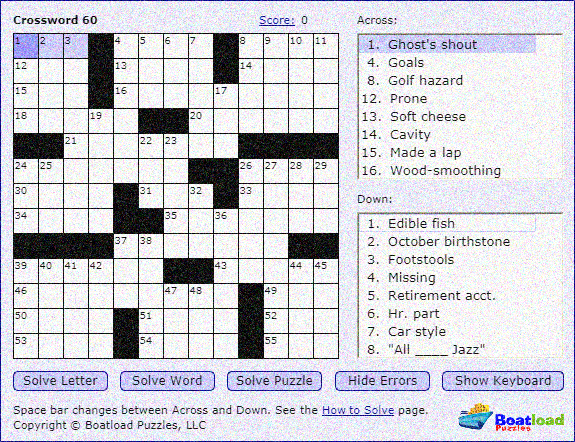 Crossword 60
Score: 0
1 2 3 4 5 6 7 8 9 10 11
12 13 14
15 16 17
18 19 20
21 22 23
24 25 26 27 28 29
30 31 32 33
34 35 36
37 38
39 40 41 42 43 44 45
46 47 48 49
50 51 52
53 54 55
Across:
1. Ghost's shout
4. Goals
8. Golf hazard
12. Prone
13. Soft cheese
14. Cavity
15. Made a lap
16. Wood-smoothing
Down:
1. Edible fish
2. October birthstone
3. Footstools
4. Missing
5. Retirement acct.
6. Hr. part
7. Car style
8. "All ____ Jazz"
Solve Letter Solve Word Solve Puzzle Hide Errors Show Keyboard
Space bar changes between Across and Down. See the How to Solve page.
Copyright © Boatload Puzzles, LLC
Boatload
Puzzles